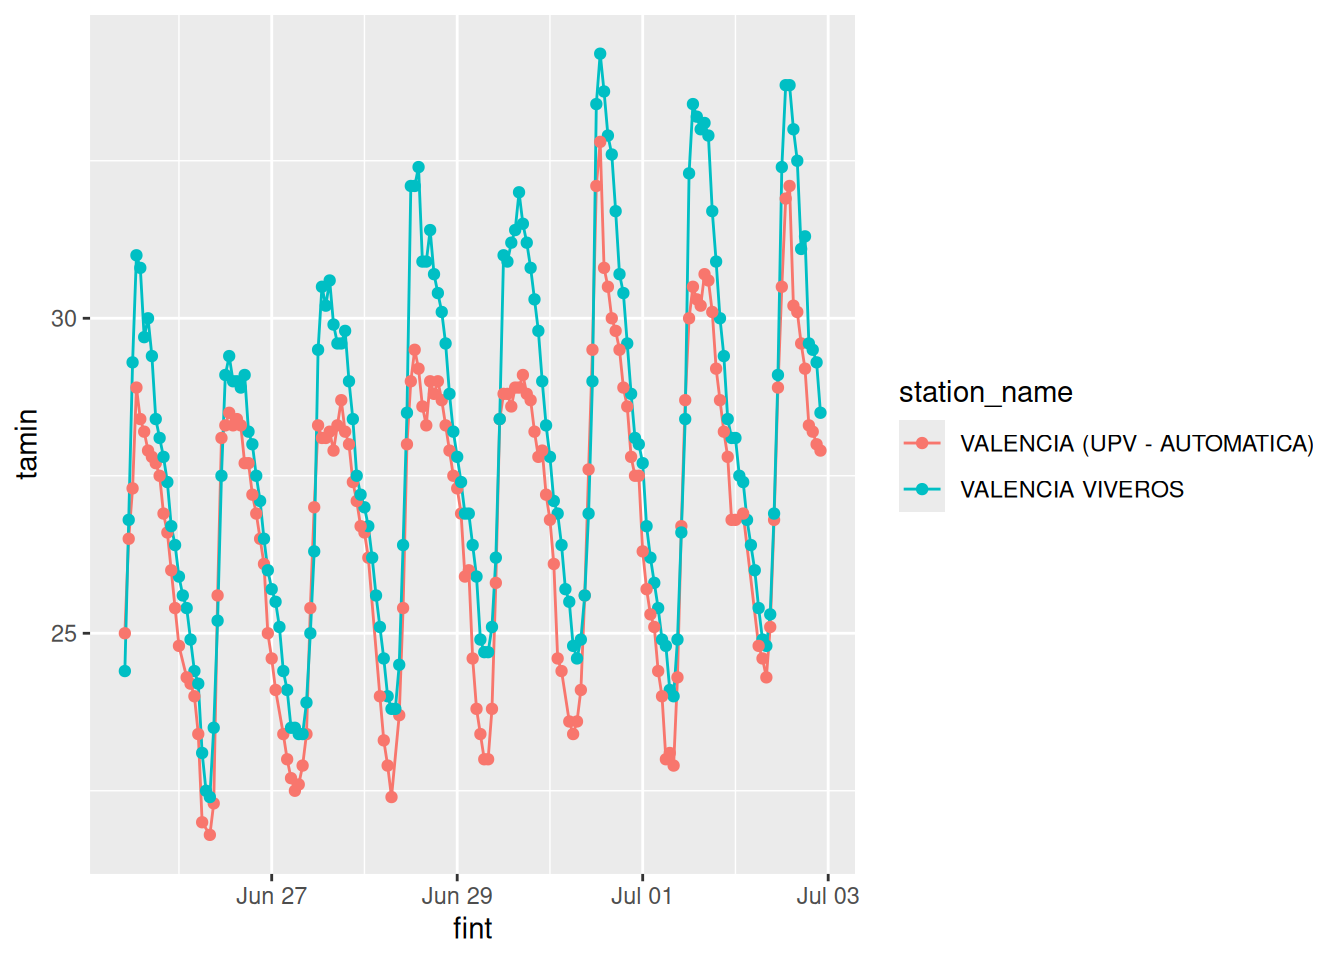 tamin
30
25
Jun 27
Jun 29
Jul 01
Jul 03
fint
station_name
VALENCIA (UPV - AUTOMATICA)
VALENCIA VIVEROS